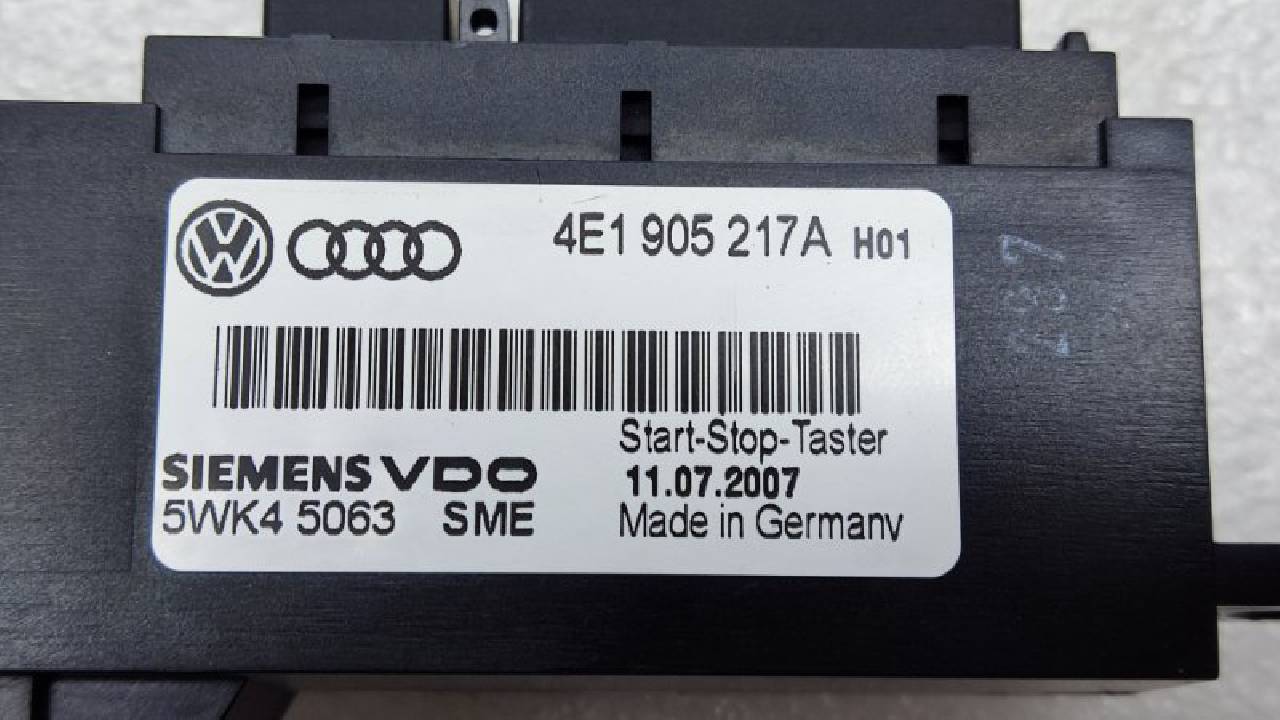 4E1 905 217A H01
Start-Stop-Taster
SIEMENS VDO 11.07.2007
5WK4 5063 SME Made in Germany